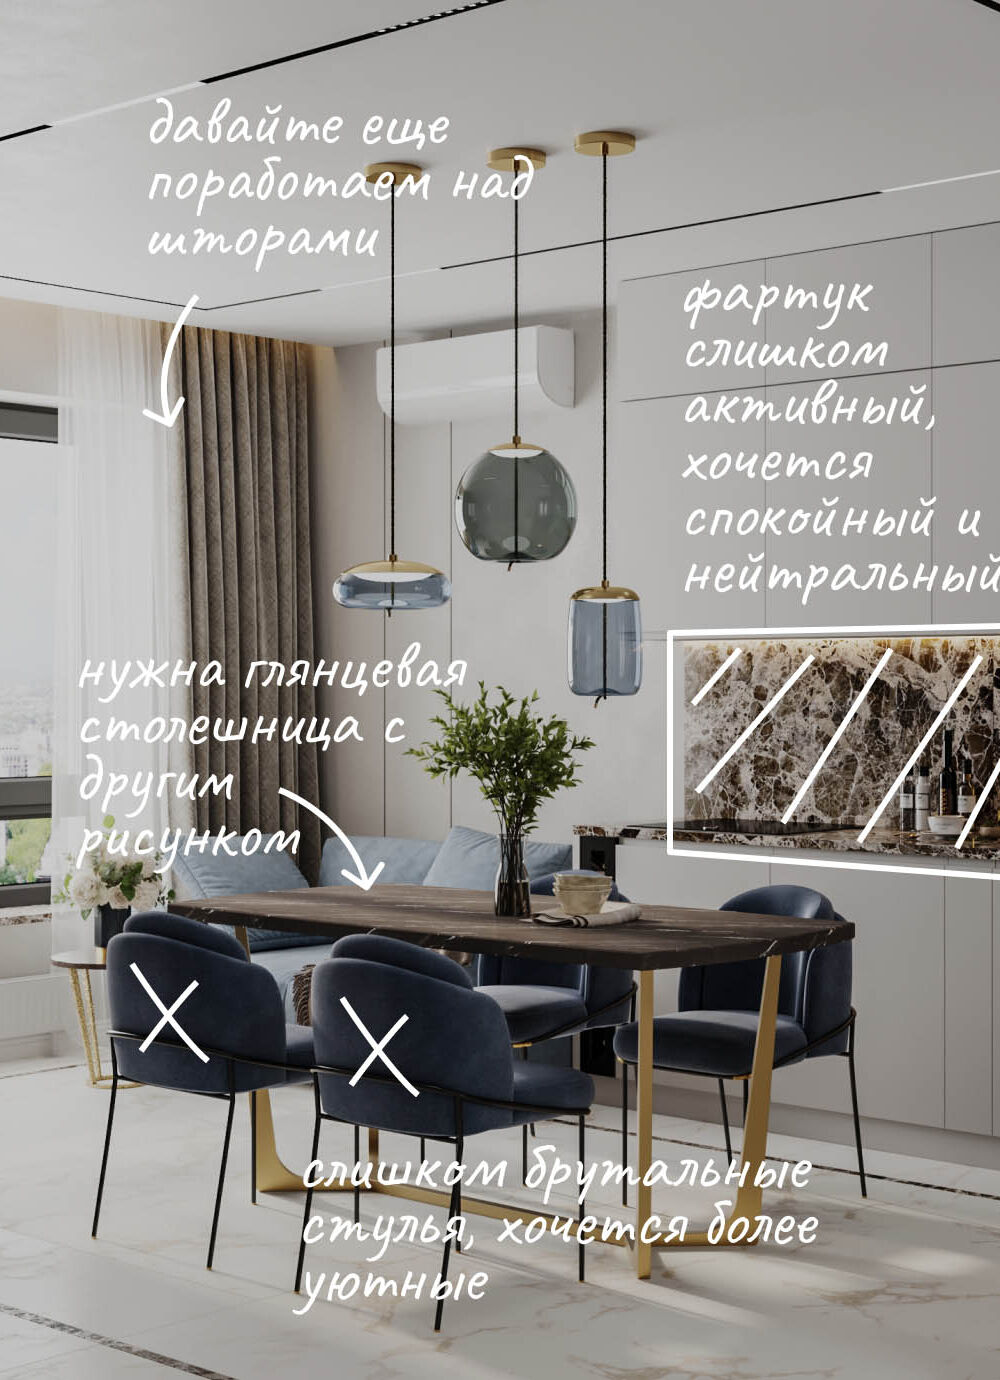 давайте еще
поработаем над
шторами
фартук
слишком
активный,
хочется
спокойный и
нейтральный
нужна глянцевая
столешница с
другим
рисунком
слишком брутальные
стулья, хочется более
уютные